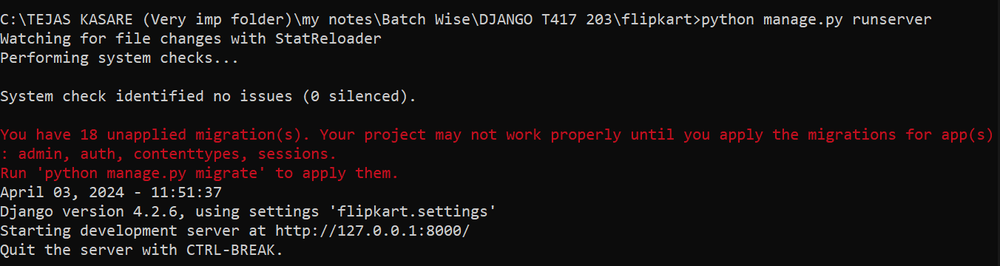 C:\TEJAS KASARE (Very imp folder)\my notes\Batch Wise\DJANGO T417 203\flipkart>python manage.py runserver
Watching for file changes with StatReloader
Performing system checks...
System check identified no issues (0 silenced).
You have 18 unapplied migration(s). Your project may not work properly until you apply the migrations for app(s)
: admin, auth, contenttypes, sessions.
Run 'python manage.py migrate' to apply them.
April 03, 2024 - 11:51:37
Django version 4.2.6, using settings 'flipkart.settings'
Starting development server at http://127.0.0.1:8000/
Quit the server with CTRL-BREAK.